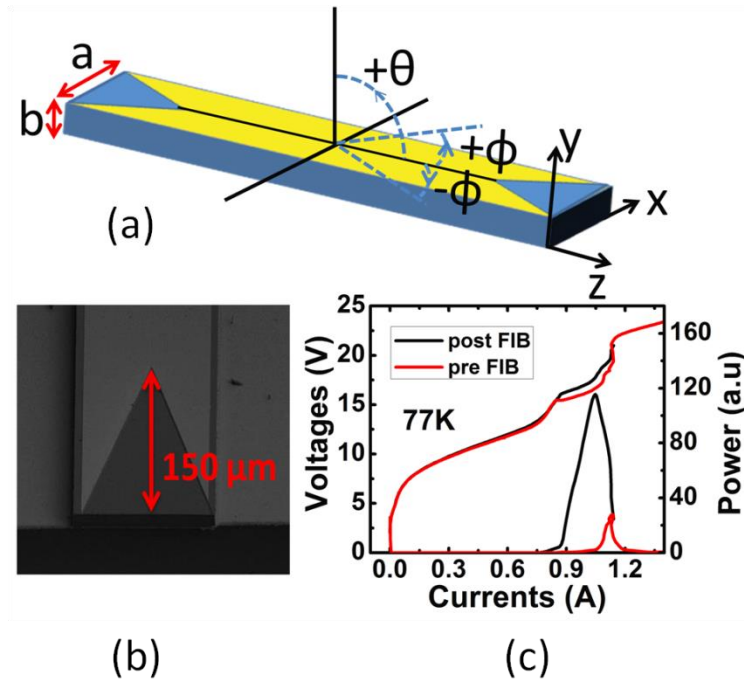 a
b
+θ
+ϕ
-ϕ
y
x
z
(a)
150 μm
(b)
25
20
15
10
5
0
Voltages (V)
post FIB
pre FIB
77K
160
120
80
40
0
Power (a.u)
0.0 0.3 0.6 0.9 1.2
Currents (A)
(c)